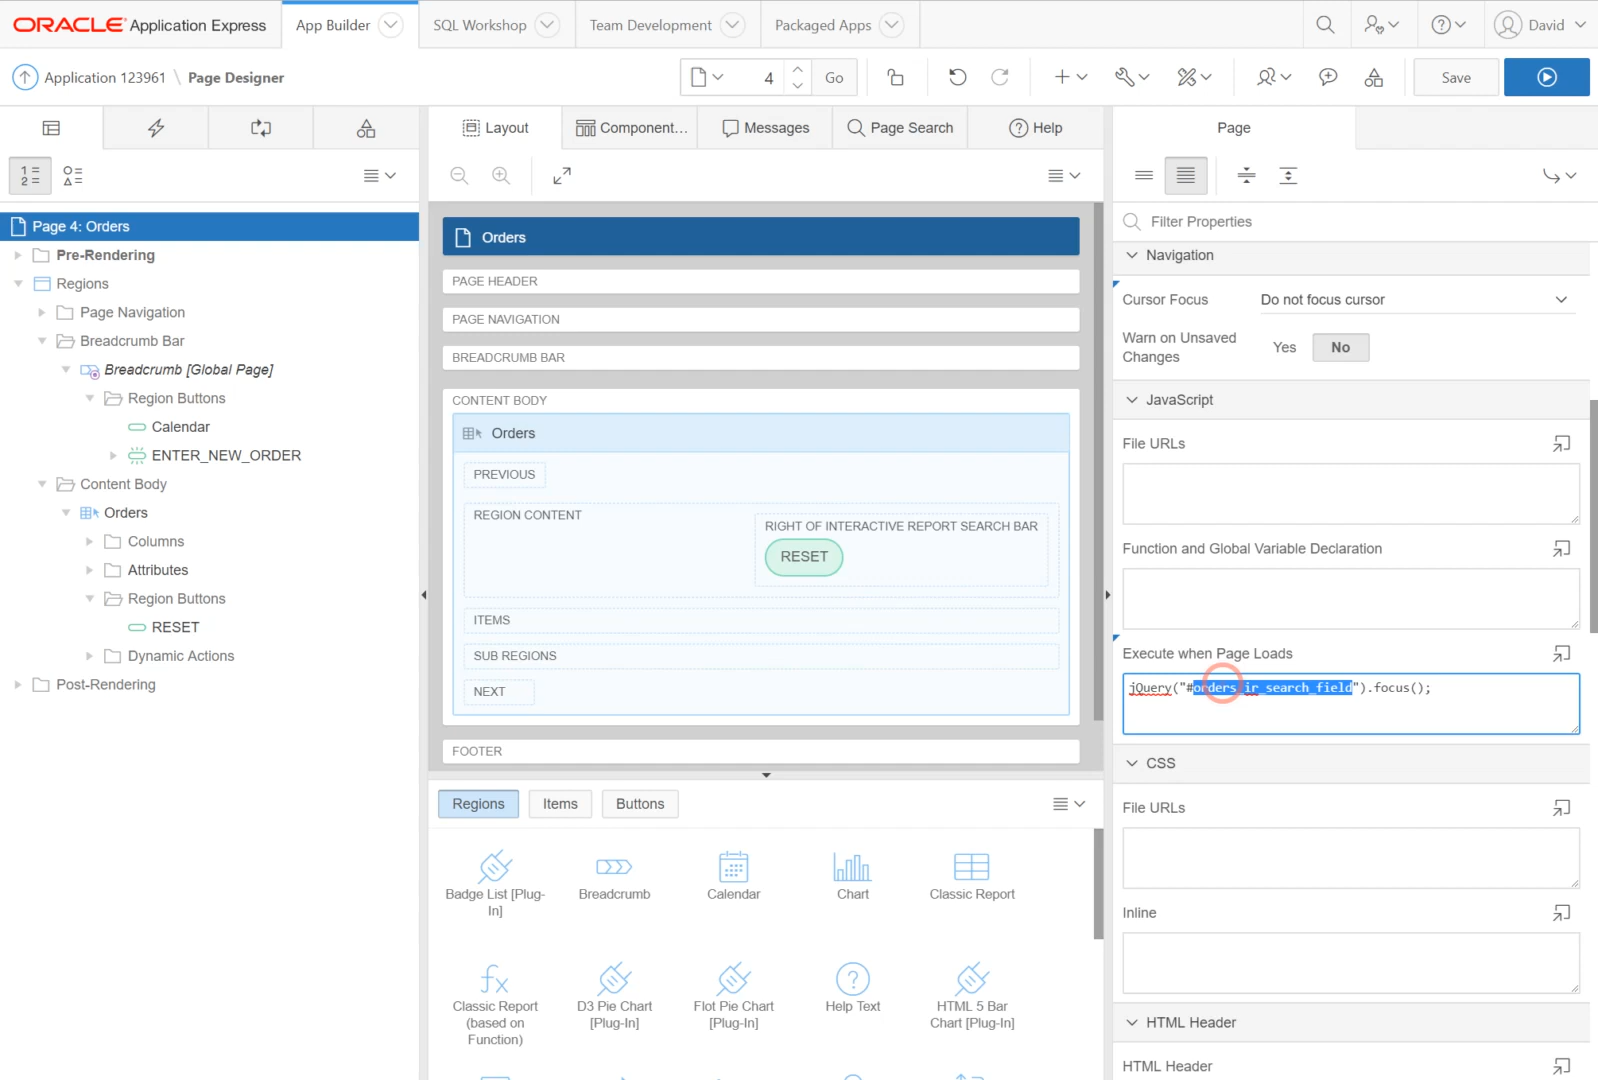 ORACLE Application Express
App Builder
SQL Workshop
Team Development
Packaged Apps
David
Application 123961 \ Page Designer
4
Go
Save
Layout
Component...
Messages
Page Search
Help
Page
Filter Properties
Page 4: Orders
Pre-Rendering
Regions
Page Navigation
Breadcrumb Bar
Breadcrumb [Global Page]
Region Buttons
Calendar
ENTER_NEW_ORDER
Content Body
Orders
Columns
Attributes
Region Buttons
RESET
Dynamic Actions
Post-Rendering
Orders
PAGE HEADER
PAGE NAVIGATION
BREADCRUMB BAR
CONTENT BODY
Orders
PREVIOUS
REGION CONTENT
RIGHT OF INTERACTIVE REPORT SEARCH BAR
RESET
ITEMS
SUB REGIONS
NEXT
FOOTER
Regions
Items
Buttons
Badge List [Plug-
In]
Breadcrumb
Calendar
Chart
Classic Report
Classic Report
(based on
Function)
D3 Pie Chart
[Plug-In]
Flot Pie Chart
[Plug-In]
Help Text
HTML 5 Bar
Chart [Plug-In]
Navigation
Cursor Focus
Do not focus cursor
Warn on Unsaved
Changes
Yes
No
JavaScript
File URLs
Function and Global Variable Declaration
Execute when Page Loads
jQuery("#orders_ir_search_field").focus();
CSS
File URLs
Inline
HTML Header
HTML Header